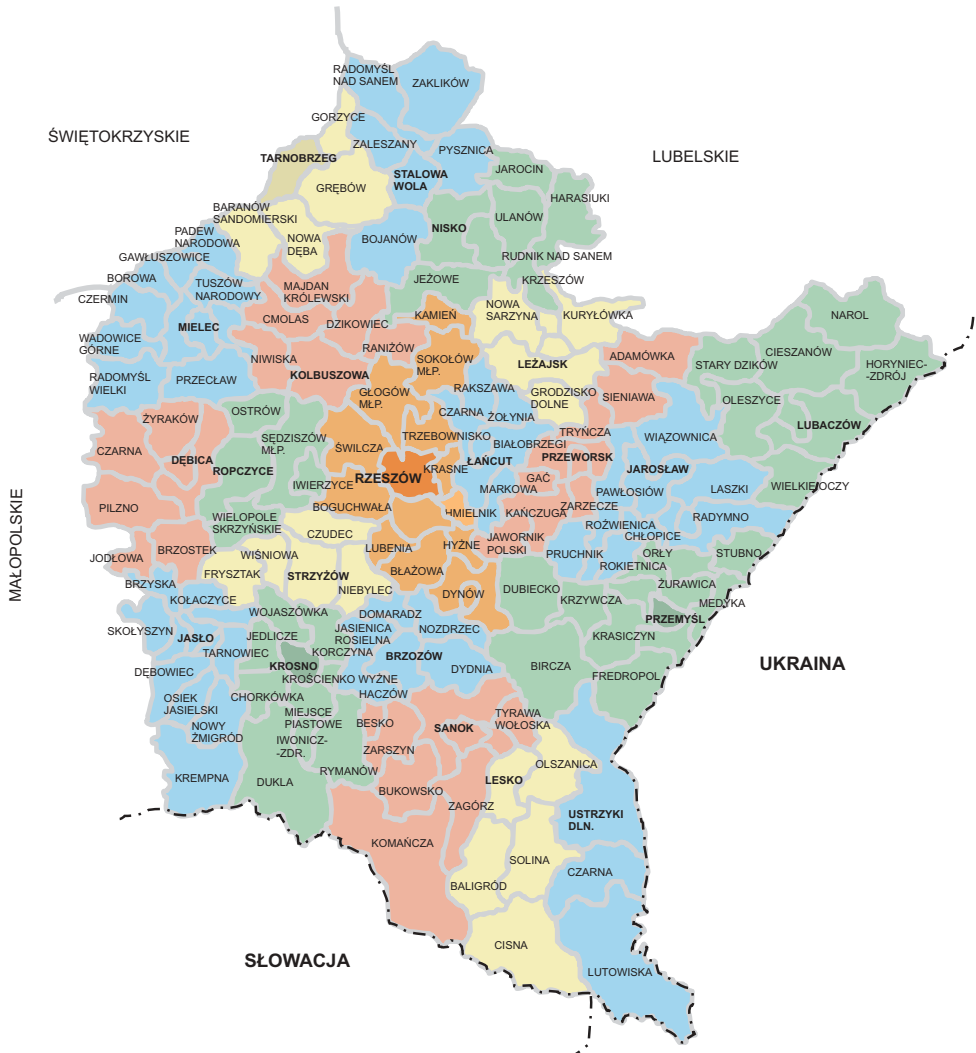 RADOMYŚL
NAD SANEM
ZAKLIKÓW
GORZYCE
ŚWIĘTOKRZYSKIE
ZALESZANY
PYSZNICA
LUBELSKIE
TARNOBRZEG
STALOWA
WOLA
JAROCIN
GRĘBÓW
HARASIUKI
BARANÓW
SANDOMIERSKI
ULANÓW
PADEW
NARODOWA
NOWA
DĘBA
BOJANÓW
NISKO
GAWŁUSZOWICE
RUDNIK NAD SANEM
BOROWA
TUSZÓW
NARODOWY
MAJDAN
KRÓLEWSKI
JEŻOWE
KRZESZÓW
CZERMIN
CMOLAS
DZIKOWIEC
KAMIEŃ
NOWA
SARZYNA
KURYŁÓWKA
NAROL
MIELEC
WADOWICE
GÓRNE
NIWISKA
RANIŻÓW
SOKOŁÓW
MŁP.
LEŻAJSK
ADAMÓWKA
STARY DZIKÓW
CIESZANÓW
HORYNIEC-
-ZDRÓJ
RADOMYŚL
WIELKI
PRZECŁAW
KOLBUSZOWA
GŁOGÓW
MŁP.
RAKSZAWA
GRODZISKO
DOLNE
SIENIAWA
OLESZYCE
ŻYRAKÓW
OSTRÓW
CZARNA
ŻOŁYNIA
LUBACZÓW
CZARNA
SĘDZISZÓW
MŁP.
ŚWILCZA
TRZEBOWNISKO
BIAŁOBRZEGI
TRYŃCZA
WIĄZOWNICA
DĘBICA
ROPCZYCE
RZESZÓW
KRASNE
ŁAŃCUT
PRZEWORSK
JAROSŁAW
IWIERZYCE
MARKOWA
GAĆ
PAWŁOSIÓW
LASZKI
WIELKIE OCZY
PILZNO
BOGUCHWAŁA
HMIELNIK
KAŃCZUGA
ZARZECZE
RADYMNO
WIELOPOLE
SKRZYŃSKIE
CZUDEC
ROŹWIENICA
CHŁOPICE
JODŁOWA
BRZOSTEK
WIŚNIOWA
LUBENIA
HYŻNE
JAWORNIK
POLSKI
PRUCHNIK
ROKIETNICA
ORŁY
STUBNO
MAŁOPOLSKIE
FRYSZTAK
STRZYŻÓW
NIEBYLEC
BŁAŻOWA
DYNÓW
DUBIECKO
ŻURAWICA
BRZYSKA
KOŁACZYCE
WOJASZÓWKA
DOMARADZ
KRZYWCZA
MEDYKA
SKOŁYSZYN
JASŁO
JEDLICZE
JASIENICA
ROSIELNA
NOZDRZEC
PRZEMYŚL
TARNOWIEC
KORCZYNA
BRZOZÓW
KRASICZYN
DĘBOWIEC
KROSNO
KROŚCIENKO WYŻNE
DYDNIA
BIRCZA
FREDROPOL
UKRAINA
OSIEK
JASIELSKI
CHORKÓWKA
HACZÓW
NOWY
ŻMIGRÓD
MIEJSCE
PIASTOWE
BESKO
TYRAWA
WOŁOSKA
IWONICZ-
-ZDR.
ZARSZYN
SANOK
KREMPNA
DUKLA
RYMANÓW
BUKOWSKO
LESKO
OLSZANICA
ZAGÓRZ
USTRZYKI
DLN.
KOMAŃCZA
SOLINA
CZARNA
BALIGRÓD
CISNA
SŁOWACJA
LUTOWISKA